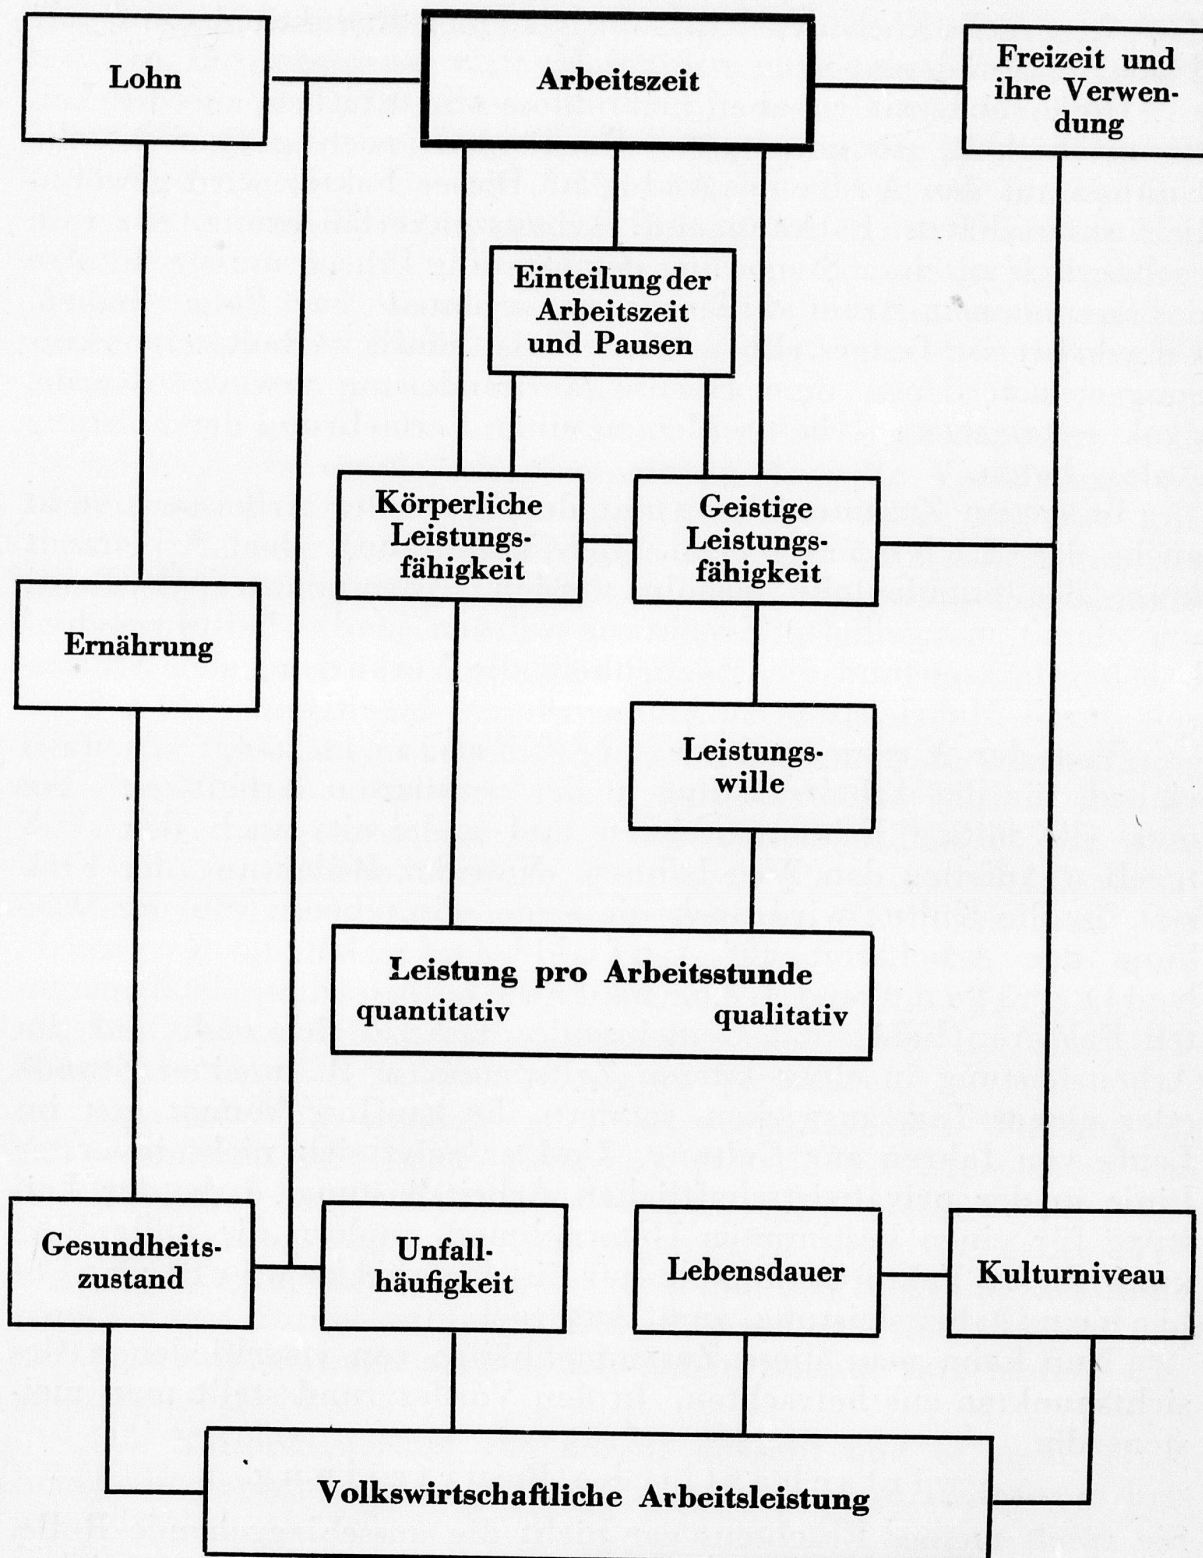 Lohn
Arbeitszeit
Freizeit und
ihre Verwen-
dung
Einteilung der
Arbeitszeit
und Pausen
Körperliche
Leistungs-
fähigkeit
Geistige
Leistungs-
fähigkeit
Ernährung
Leistungs-
wille
Leistung pro Arbeitsstunde
quantitativ qualitativ
Gesundheits-
zustand
Unfall-
häufigkeit
Lebensdauer
Kulturniveau
Volkswirtschaftliche Arbeitsleistung